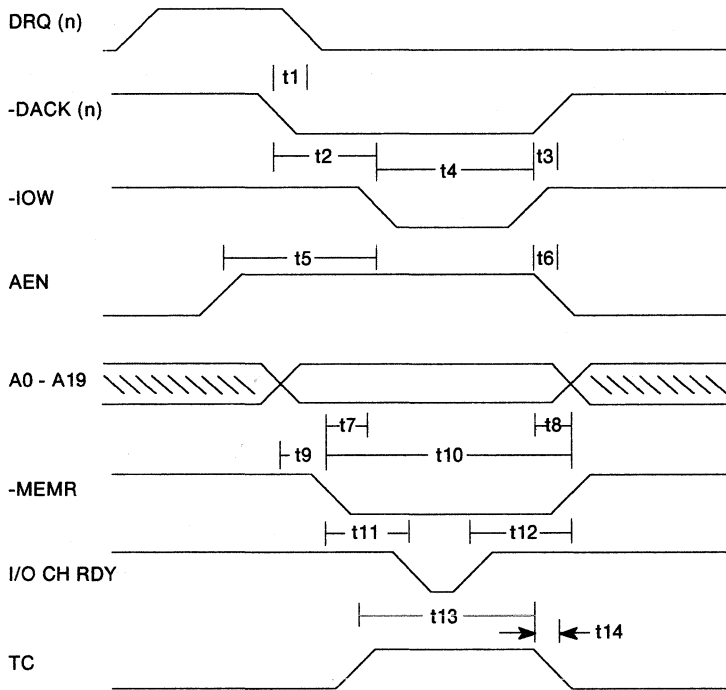 DRQ (n)
t1
-DACK (n)
t2
t4
t3
-IOW
t5
t6
AEN
A0 - A19
t7
t8
t9
t10
-MEMR
t11
t12
I/O CH RDY
t13
t14
TC